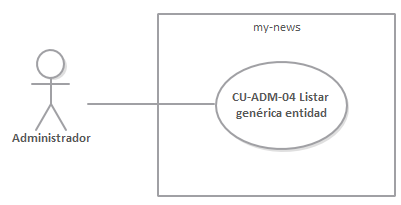 my-news
CU-ADM-04 Listar
genérica entidad
Administrador